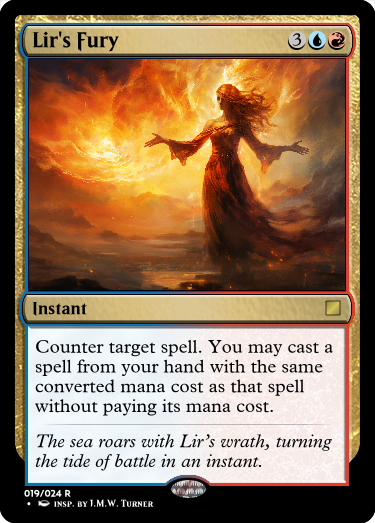 Lir's Fury 3
Instant
Counter target spell. You may cast a
spell from your hand with the same
converted mana cost as that spell
without paying its mana cost.
The sea roars with Lir's wrath, turning
the tide of battle in an instant.
019/024 R
• INSP. BY J.M.W. TURNER